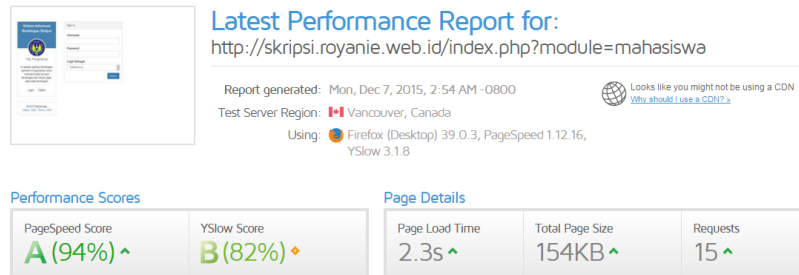 Latest Performance Report for:
http://skripsi.royanie.web.id/index.php?module=mahasiswa
Report generated: Mon, Dec 7, 2015, 2:54 AM -0800
Test Server Region: Vancouver, Canada
Using: Firefox (Desktop) 39.0.3, PageSpeed 1.12.16,
YSlow 3.1.8
Looks like you might not be using a CDN
Why should I use a CDN? »
Performance Scores
PageSpeed Score
A (94%)
YSlow Score
B (82%)
Page Details
Page Load Time
2.3s
Total Page Size
154KB
Requests
15